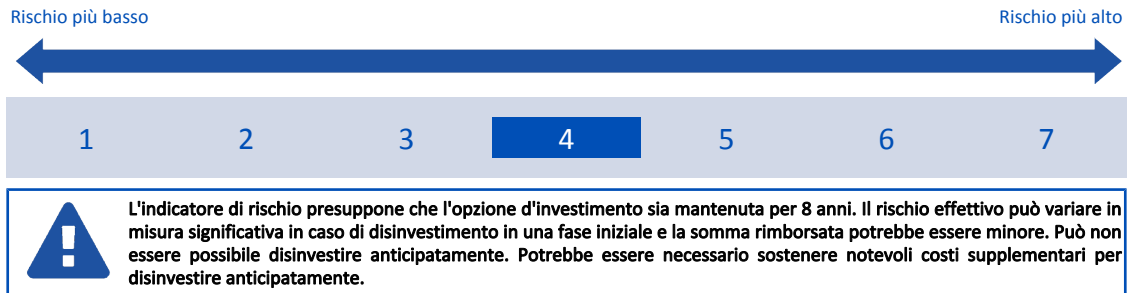 Rischio più basso Rischio più alto
1 2 3 4 5 6 7
L'indicatore di rischio presuppone che l'opzione d'investimento sia mantenuta per 8 anni. Il rischio effettivo può variare in
misura significativa in caso di disinvestimento in una fase iniziale e la somma rimborsata potrebbe essere minore. Può non
essere possibile disinvestire anticipatamente. Potrebbe essere necessario sostenere notevoli costi supplementari per
disinvestire anticipatamente.